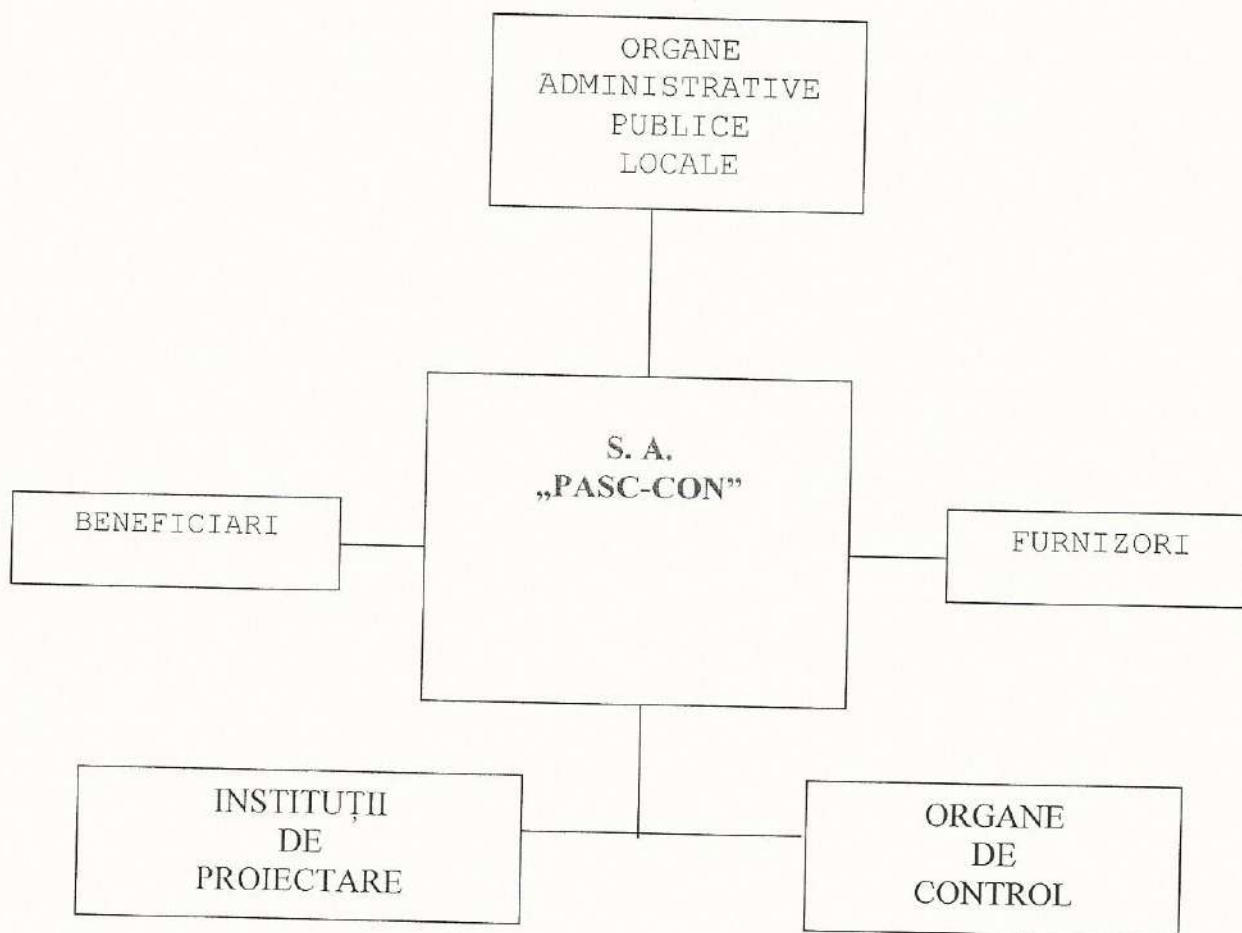 ORGANE
ADMINISTRATIVE
PUBLICE
LOCALE
S. A.
„PASC-CON”
BENEFICIARI
FURNIZORI
INSTITUȚII
DE
PROIECTARE
ORGANE
DE
CONTROL